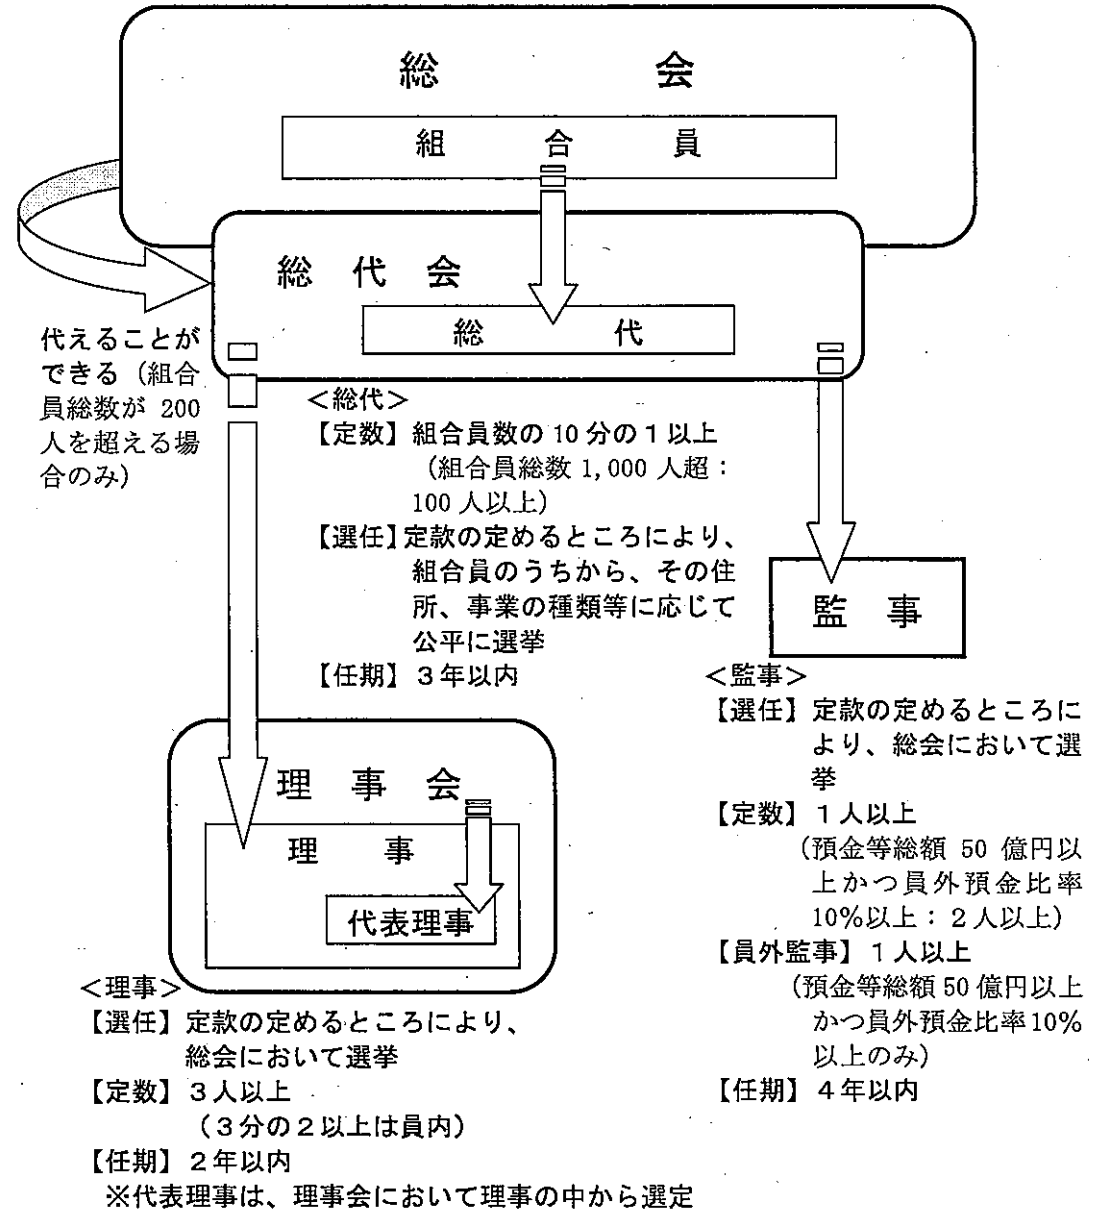 総会
組合員
総代会
総代
代えることが
できる（組合
員総数が 200
人を超える場
合のみ）
＜総代＞
【定数】組合員数の 10 分の１以上
（組合員総数 1,000 人超：
100 人以上）
【選任】定款の定めるところにより、
組合員のうちから、その住
所、事業の種類等に応じて
公平に選挙
【任期】３年以内
監事
＜監事＞
【選任】定款の定めるところに
より、総会において選
挙
【定数】１人以上
（預金等総額 50 億円以
上かつ員外預金比率
10％以上：２人以上）
【員外監事】１人以上
（預金等総額 50 億円以上
かつ員外預金比率 10％
以上のみ）
【任期】４年以内
理事会
理事
代表理事
＜理事＞
【選任】定款の定めるところにより、
総会において選挙
【定数】３人以上
（３分の２以上は員内）
【任期】２年以内
※代表理事は、理事会において理事の中から選定